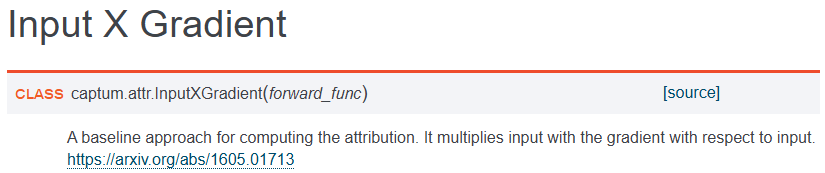 Input X Gradient
CLASS captum.attr.InputXGradient(forward_func) [source]
A baseline approach for computing the attribution. It multiplies input with the gradient with respect to input.
https://arxiv.org/abs/1605.01713